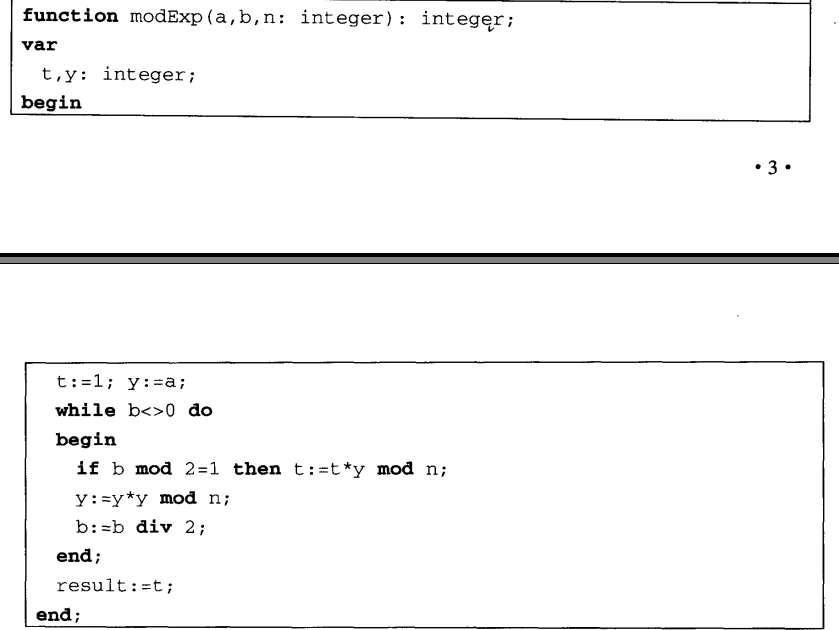 function modExp(a,b,n: integer): integer;
var
t,y: integer;
begin
• 3 •
t:=1; y:=a;
while b<>0 do
begin
if b mod 2=1 then t:=t*y mod n;
y:=y*y mod n;
b:=b div 2;
end;
result:=t;
end;